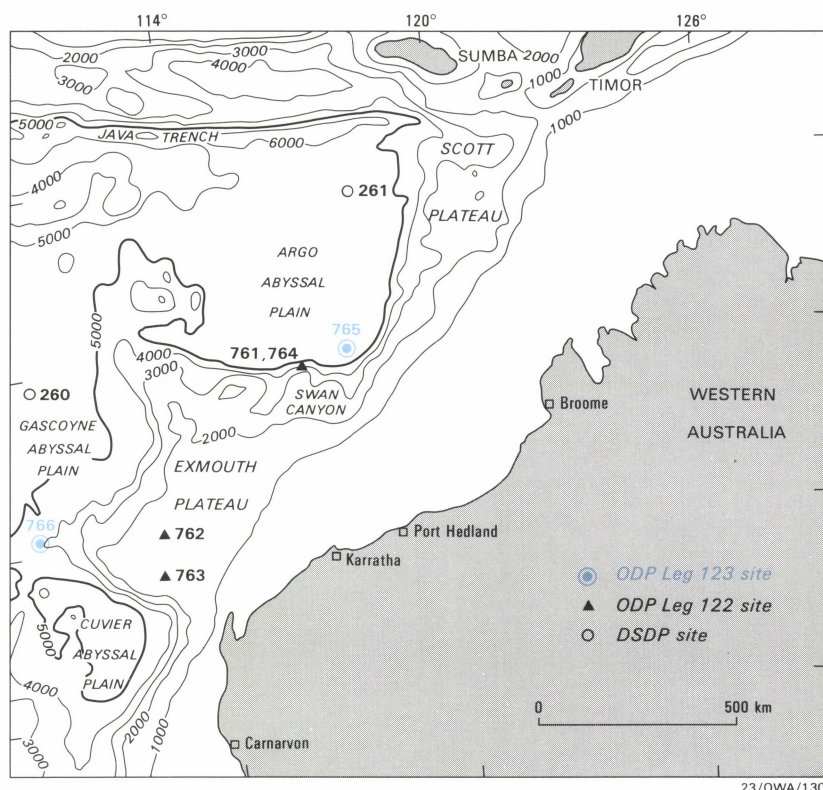 114° 120° 126°
2000 3000 4000 3000
SUMBA 2000
1000
TIMOR
1000
5000 JAVA TRENCH 6000
SCOTT
PLATEAU
4000
5000
261
ARGO
ABYSSAL
PLAIN
5000
765
761,764
4000
3000
SWAN
CANYON
2000
260
GASCOYNE
ABYSSAL
PLAIN
EXMOUTH
PLATEAU
766
762
763
Broome
WESTERN
AUSTRALIA
Port Hedland
Karratha
ODP Leg 123 site
ODP Leg 122 site
DSDP site
5000
CUVIER
ABYSSAL
PLAIN
4000
3000
2000
1000
Carnarvon
0 500 km
23/OWA/130